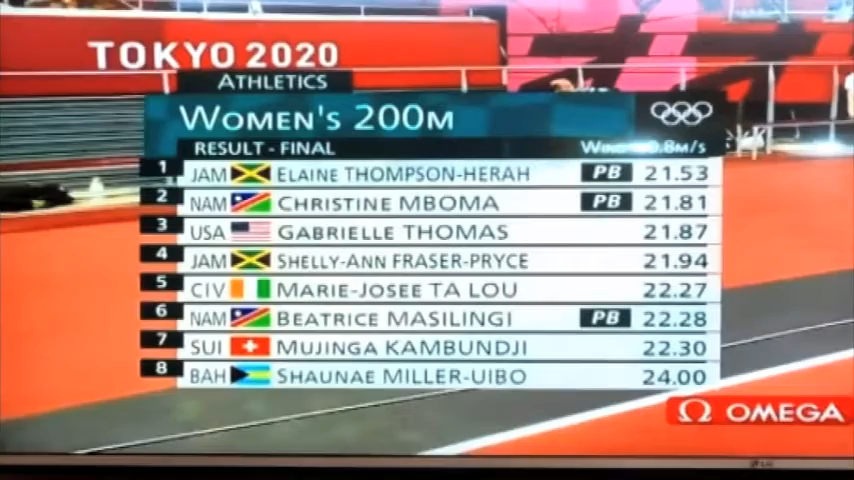 TOKYO 2020
ATHLETICS
WOMEN'S 200M
RESULT - FINAL WIND 0.8M/S
1 JAM ELAINE THOMPSON-HERAH PB 21.53
2 NAM CHRISTINE MBOMA PB 21.81
3 USA GABRIELLE THOMAS 21.87
4 JAM SHELLY-ANN FRASER-PRYCE 21.94
5 CIV MARIE-JOSEE TA LOU 22.27
6 NAM BEATRICE MASILINGI PB 22.28
7 SUI MUJINGA KAMBUNDJI 22.30
8 BAH SHAUNAE MILLER-UIBO 24.00
Ω OMEGA